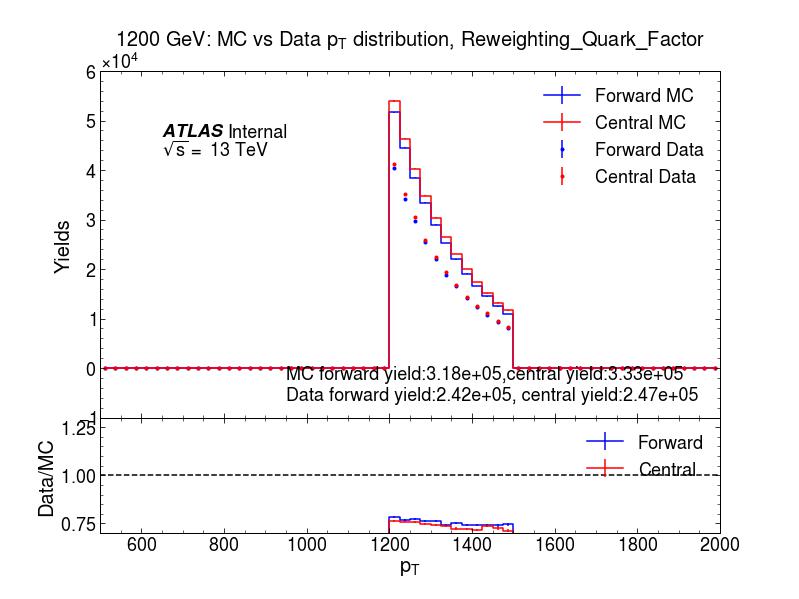 1200 GeV: MC vs Data pT distribution, Reweighting_Quark_Factor
×10⁴
6
5
4
3
2
1
0
−1
Yields
ATLAS Internal
√s = 13 TeV
Forward MC
Central MC
Forward Data
Central Data
MC forward yield:3.18e+05,central yield:3.33e+05
Data forward yield:2.42e+05, central yield:2.47e+05
1.25
1.00
0.75
Data/MC
Forward
Central
600 800 1000 1200 1400 1600 1800 2000
pT